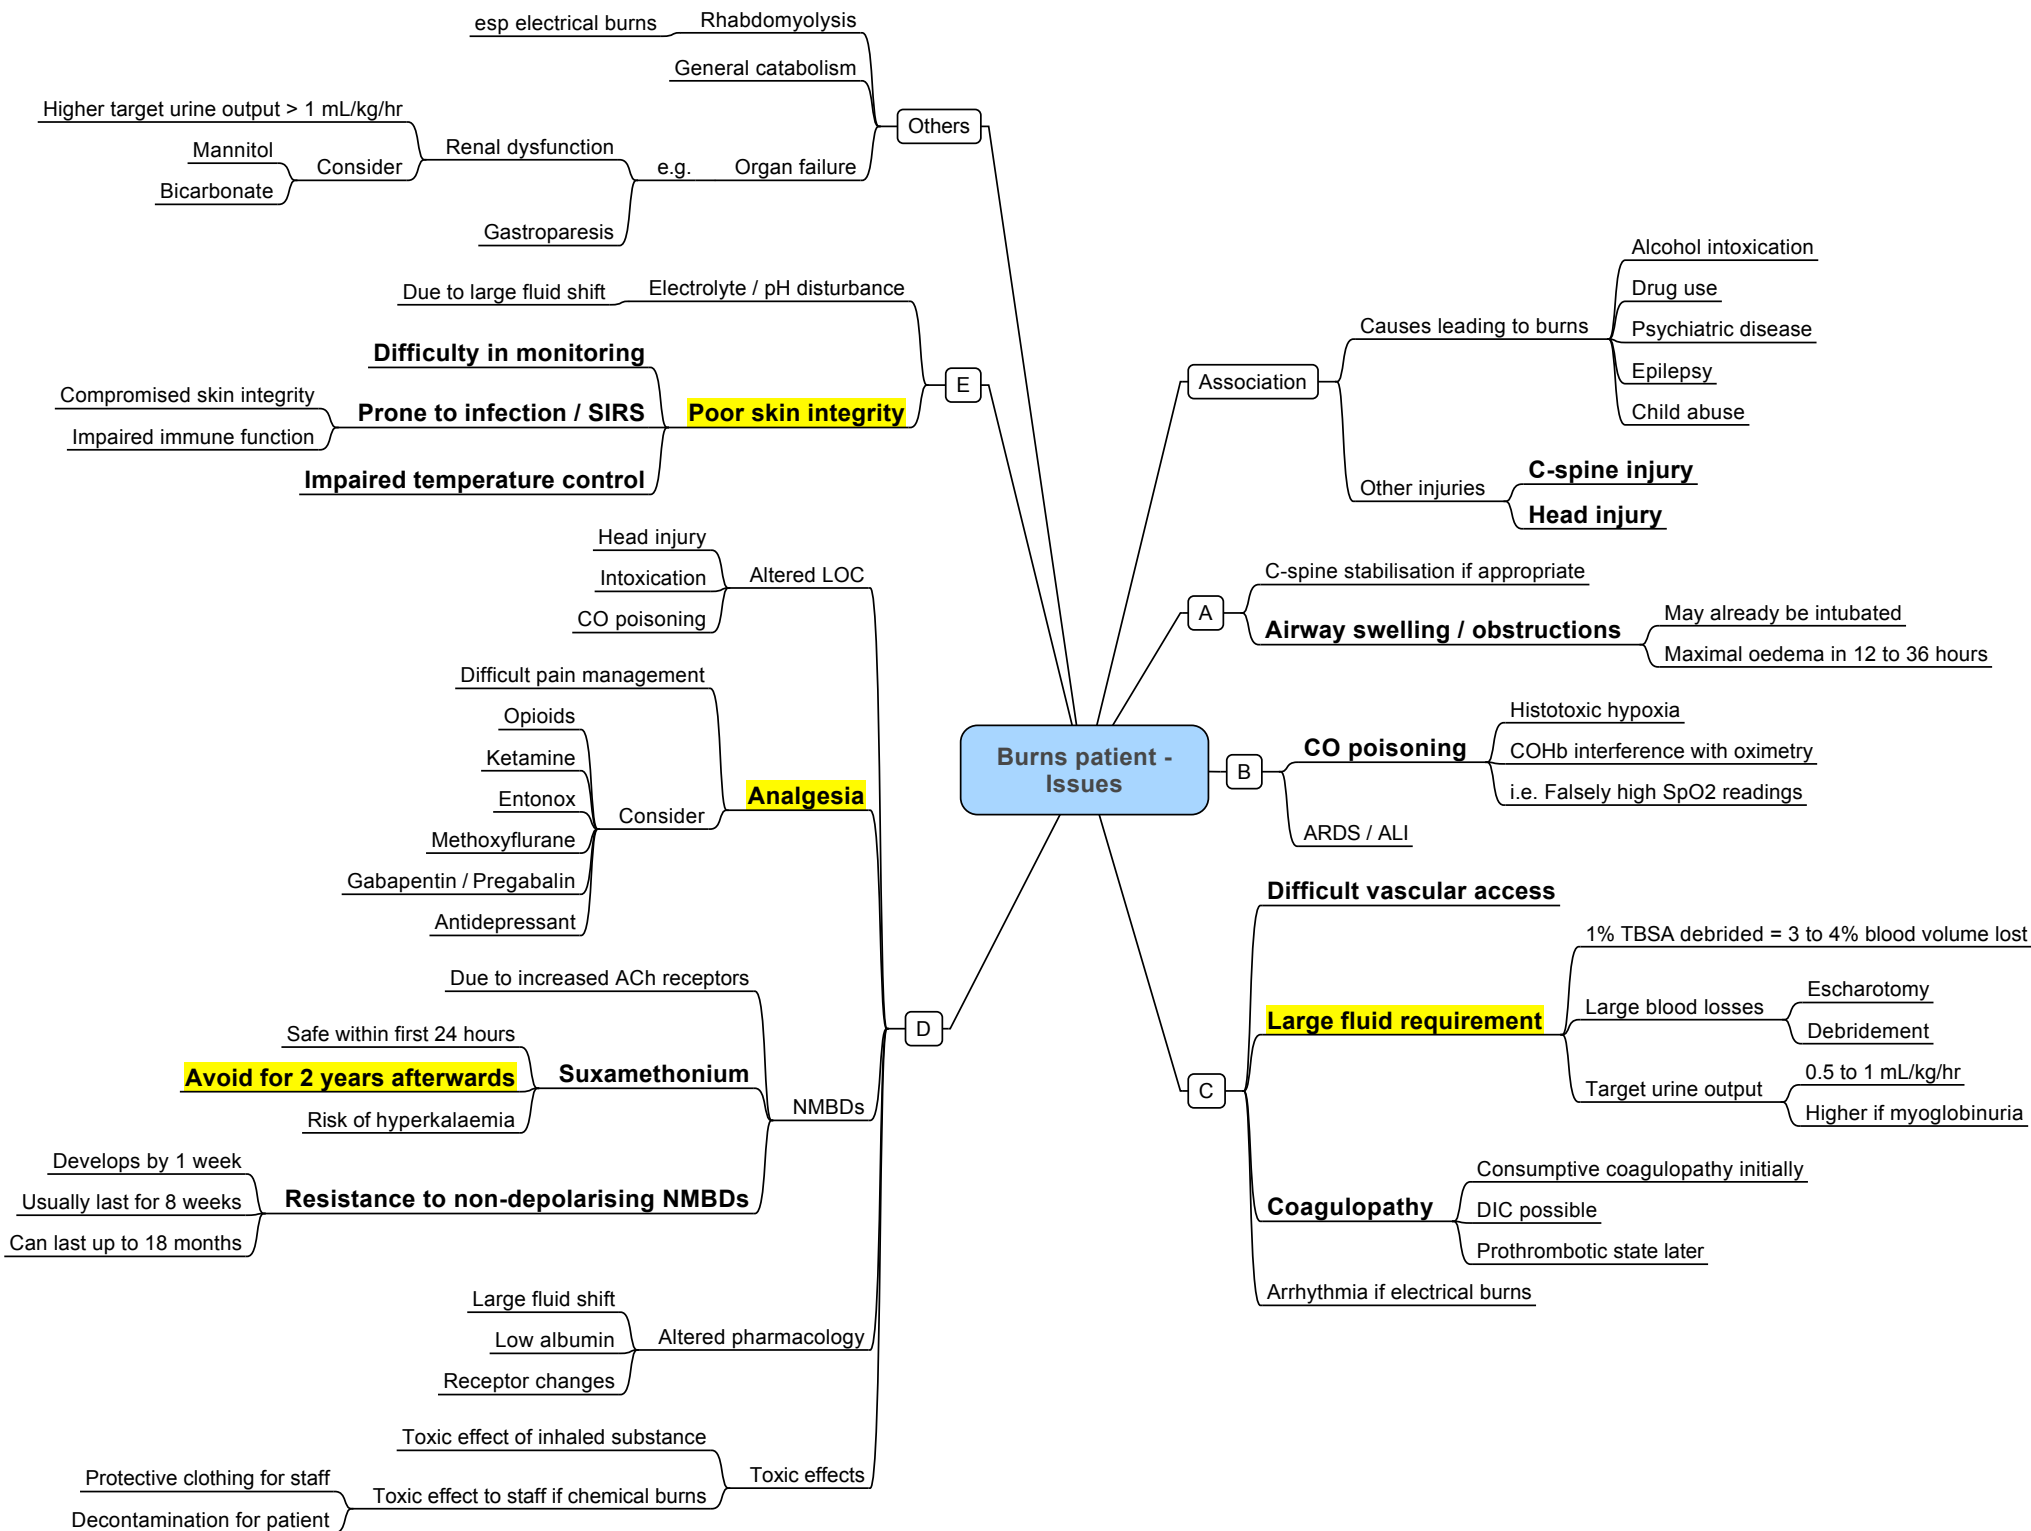 Burns patient -
Issues
Association
Causes leading to burns
Alcohol intoxication
Drug use
Psychiatric disease
Epilepsy
Child abuse
Other injuries
C-spine injury
Head injury
A
C-spine stabilisation if appropriate
Airway swelling / obstructions
May already be intubated
Maximal oedema in 12 to 36 hours
B
CO poisoning
Histotoxic hypoxia
COHb interference with oximetry
i.e. Falsely high SpO2 readings
ARDS / ALI
C
Difficult vascular access
Large fluid requirement
1% TBSA debrided = 3 to 4% blood volume lost
Large blood losses
Escharotomy
Debridement
Target urine output
0.5 to 1 mL/kg/hr
Higher if myoglobinuria
Coagulopathy
Consumptive coagulopathy initially
DIC possible
Prothrombotic state later
Arrhythmia if electrical burns
D
Altered LOC
Head injury
Intoxication
CO poisoning
Analgesia
Difficult pain management
Consider
Opioids
Ketamine
Entonox
Methoxyflurane
Gabapentin / Pregabalin
Antidepressant
NMBDs
Due to increased ACh receptors
Suxamethonium
Safe within first 24 hours
Avoid for 2 years afterwards
Risk of hyperkalaemia
Resistance to non-depolarising NMBDs
Develops by 1 week
Usually last for 8 weeks
Can last up to 18 months
Altered pharmacology
Large fluid shift
Low albumin
Receptor changes
Toxic effects
Toxic effect of inhaled substance
Toxic effect to staff if chemical burns
Protective clothing for staff
Decontamination for patient
E
Electrolyte / pH disturbance
Due to large fluid shift
Poor skin integrity
Difficulty in monitoring
Prone to infection / SIRS
Compromised skin integrity
Impaired immune function
Impaired temperature control
Others
Rhabdomyolysis
esp electrical burns
General catabolism
Organ failure
e.g.
Renal dysfunction
Higher target urine output > 1 mL/kg/hr
Consider
Mannitol
Bicarbonate
Gastroparesis